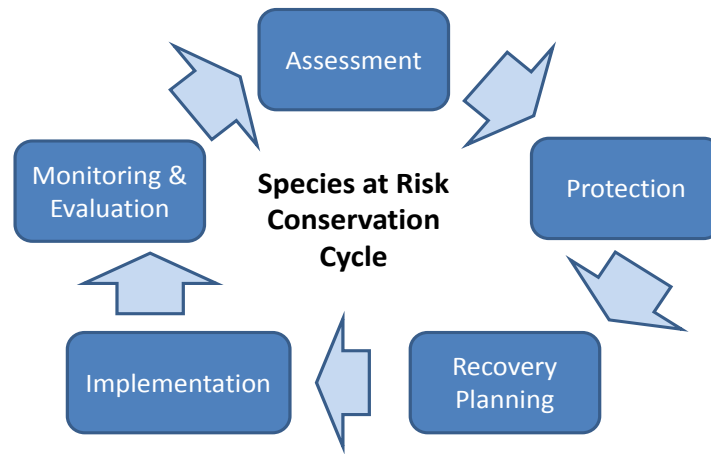 Assessment
Protection
Recovery
Planning
Implementation
Monitoring &
Evaluation
Species at Risk
Conservation
Cycle